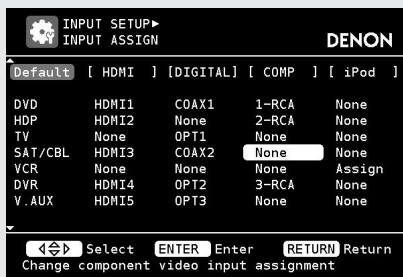 INPUT SETUP▶
INPUT ASSIGN
DENON
Default [ HDMI ] [DIGITAL] [ COMP ] [ iPod ]
DVD HDMI1 COAX1 1-RCA None
HDP HDMI2 None 2-RCA None
TV None OPT1 None None
SAT/CBL HDMI3 COAX2 None None
VCR None None None Assign
DVR HDMI4 OPT2 3-RCA None
V.AUX HDMI5 OPT3 None None
Select ENTER Enter RETURN Return
Change component video input assignment